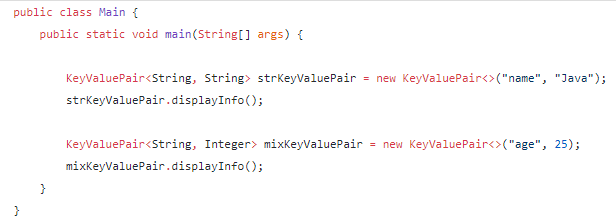 public class Main {
    public static void main(String[] args) {

        KeyValuePair<String, String> strKeyValuePair = new KeyValuePair<>("name", "Java");
        strKeyValuePair.displayInfo();

        KeyValuePair<String, Integer> mixKeyValuePair = new KeyValuePair<>("age", 25);
        mixKeyValuePair.displayInfo();
    }
}